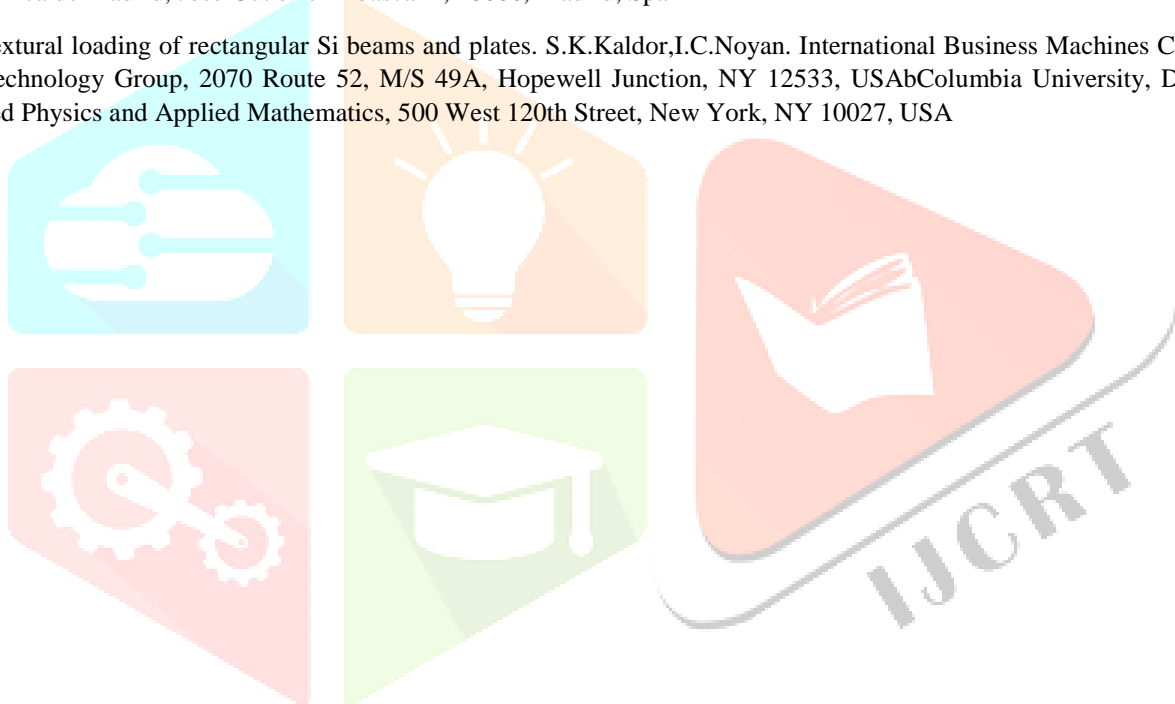 extural loading of rectangular Si beams and plates. S.K.Kaldor,I.C.Noyan. International Business Machines C
echnology Group, 2070 Route 52, M/S 49A, Hopewell Junction, NY 12533, USAbColumbia University, D
ed Physics and Applied Mathematics, 500 West 120th Street, New York, NY 10027, USA
IJCRT